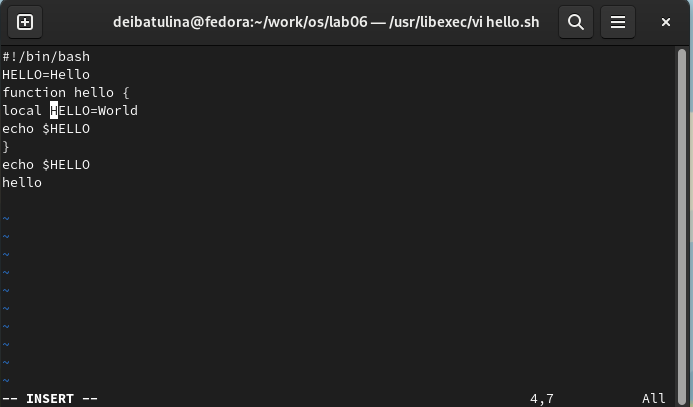 deibatulina@fedora:~/work/os/lab06 — /usr/libexec/vi hello.sh
#!/bin/bash
HELLO=Hello
function hello {
local HELLO=World
echo $HELLO
}
echo $HELLO
hello
~
~
~
~
~
~
~
~
~
~
-- INSERT -- 4,7 All